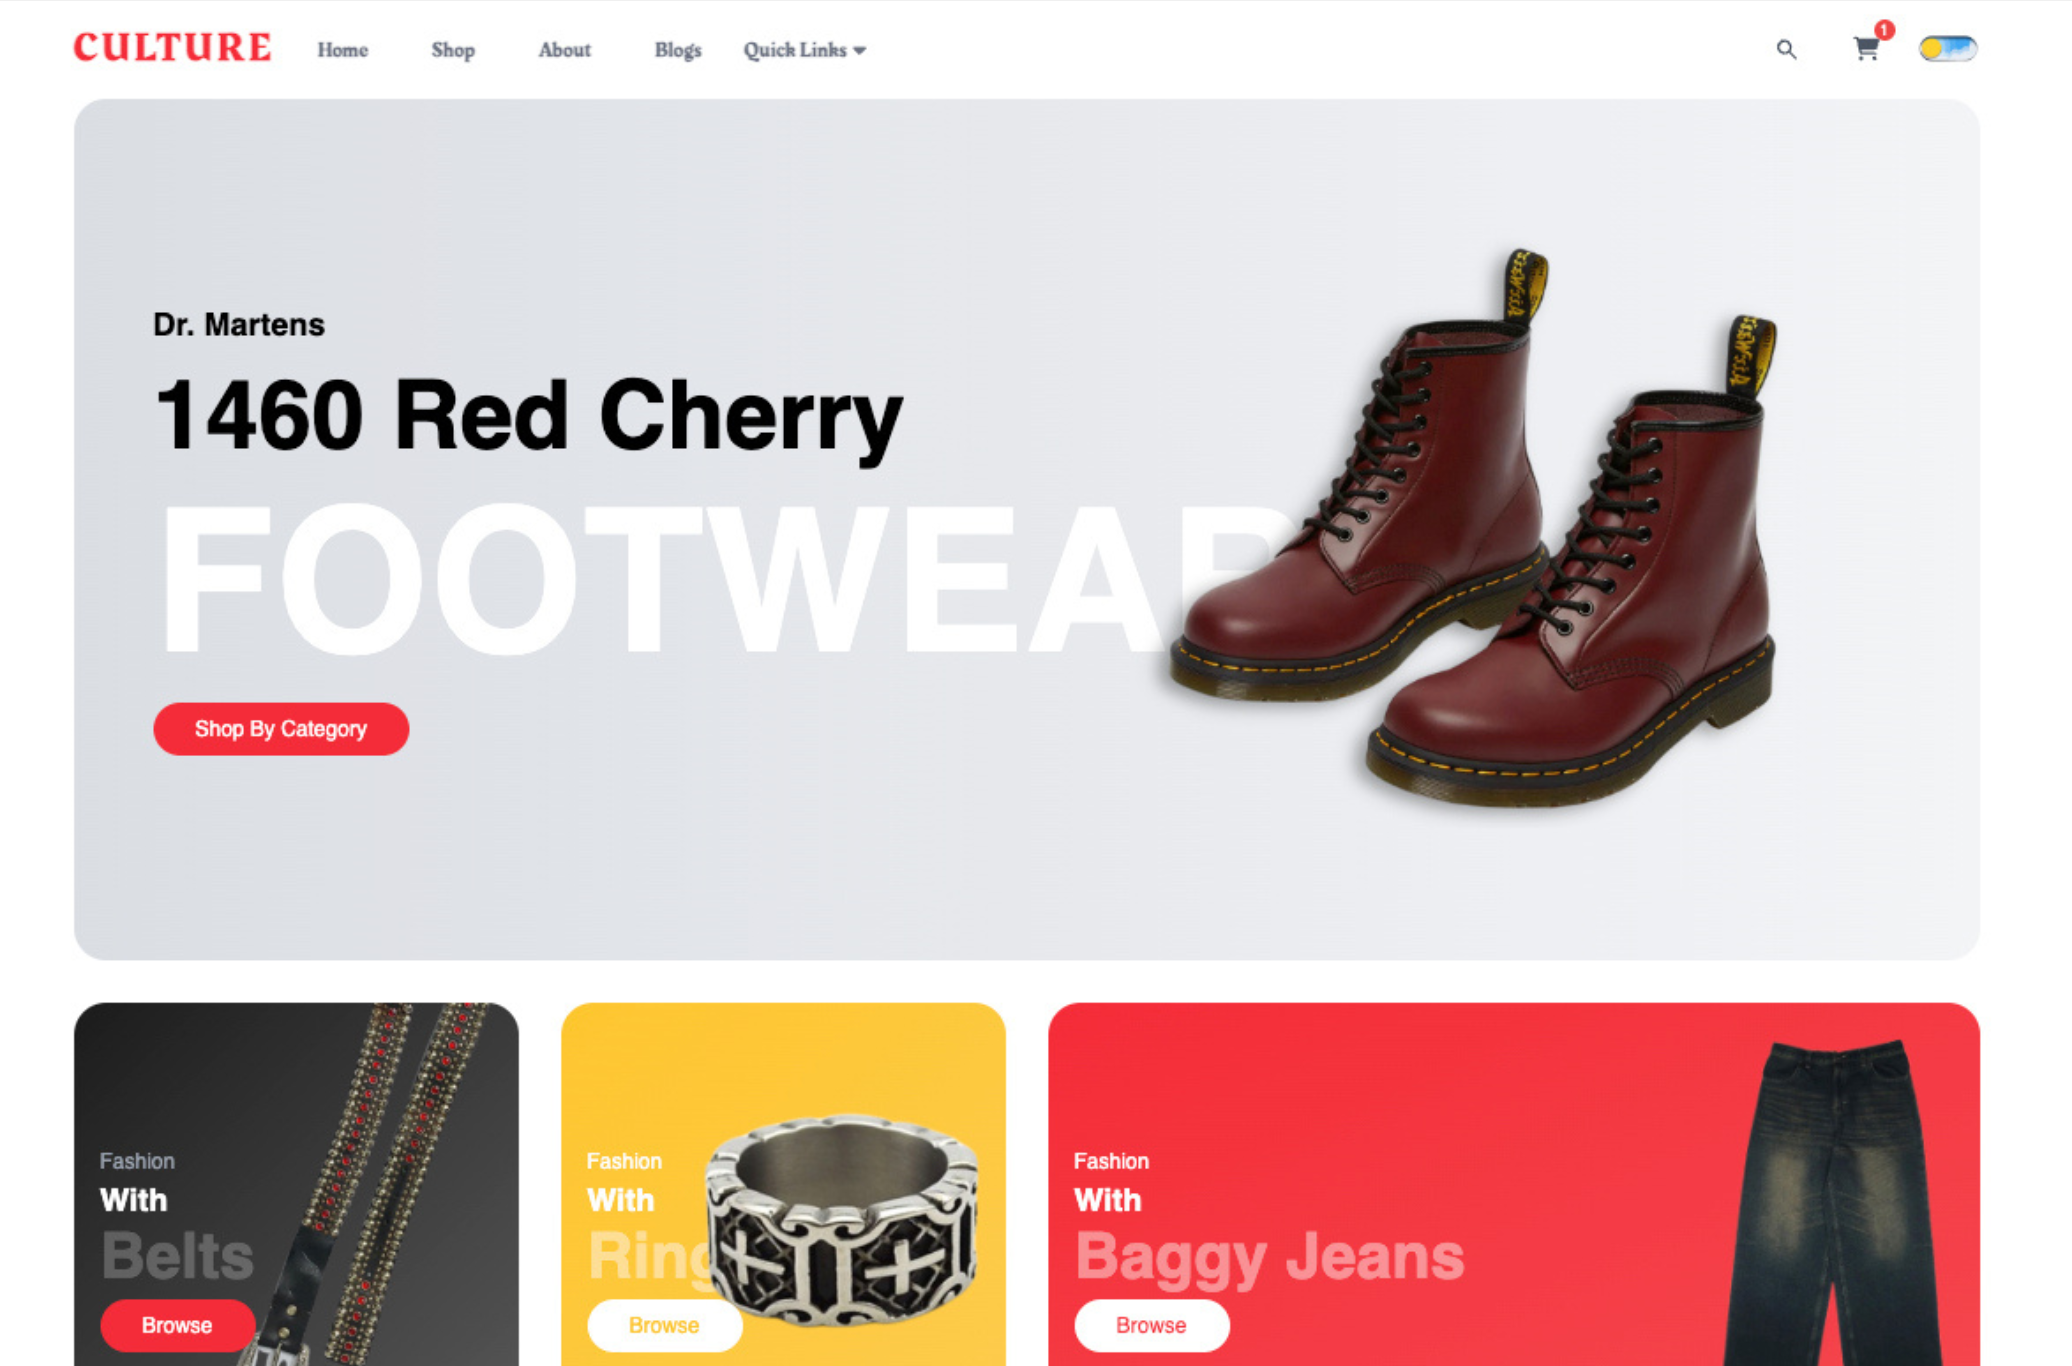 CULTURE Home Shop About Blogs Quick Links 1
Dr. Martens
1460 Red Cherry
FOOTWEAR
Shop By Category
Fashion
With
Belts
Browse
Fashion
With
Ring
Browse
Fashion
With
Baggy Jeans
Browse